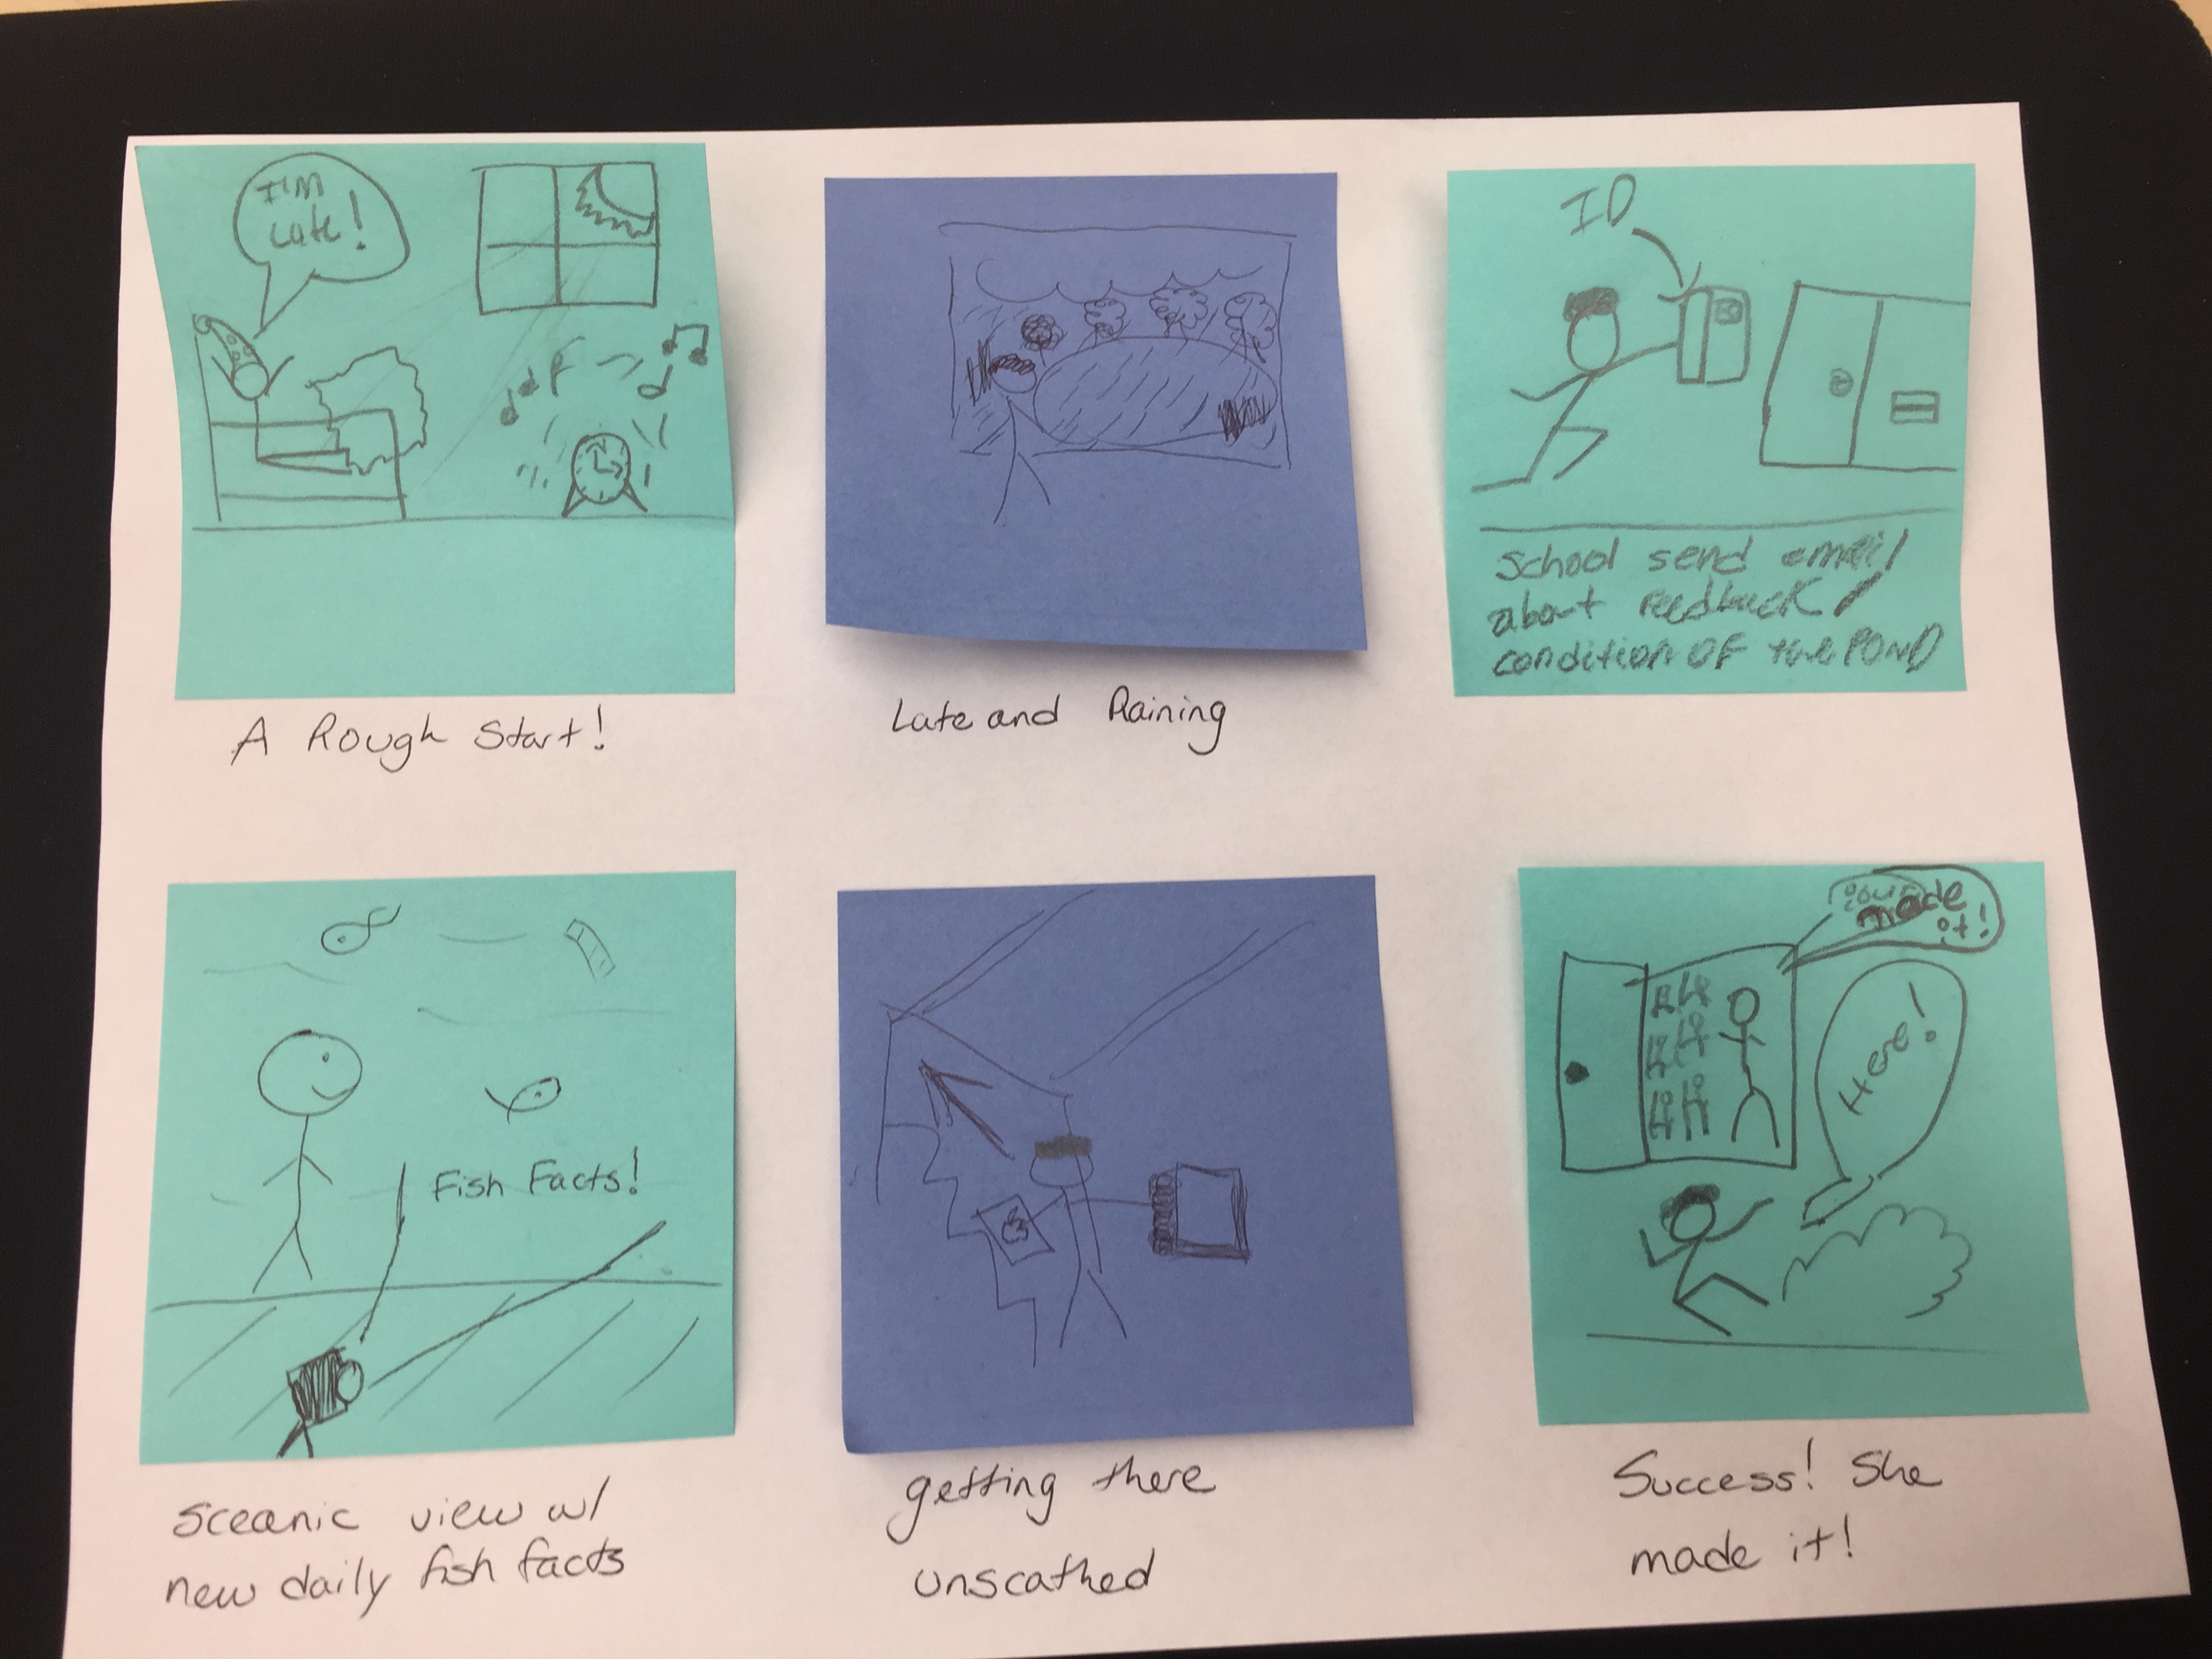 I'm
Late!
A Rough Start!
Late and Raining
ID
School send email
about feedback/
condition OF the POND
Fish Facts!
Sceanic view w/
new daily fish facts
getting there
unscathed
made
it!
Here!
Success! She
made it!